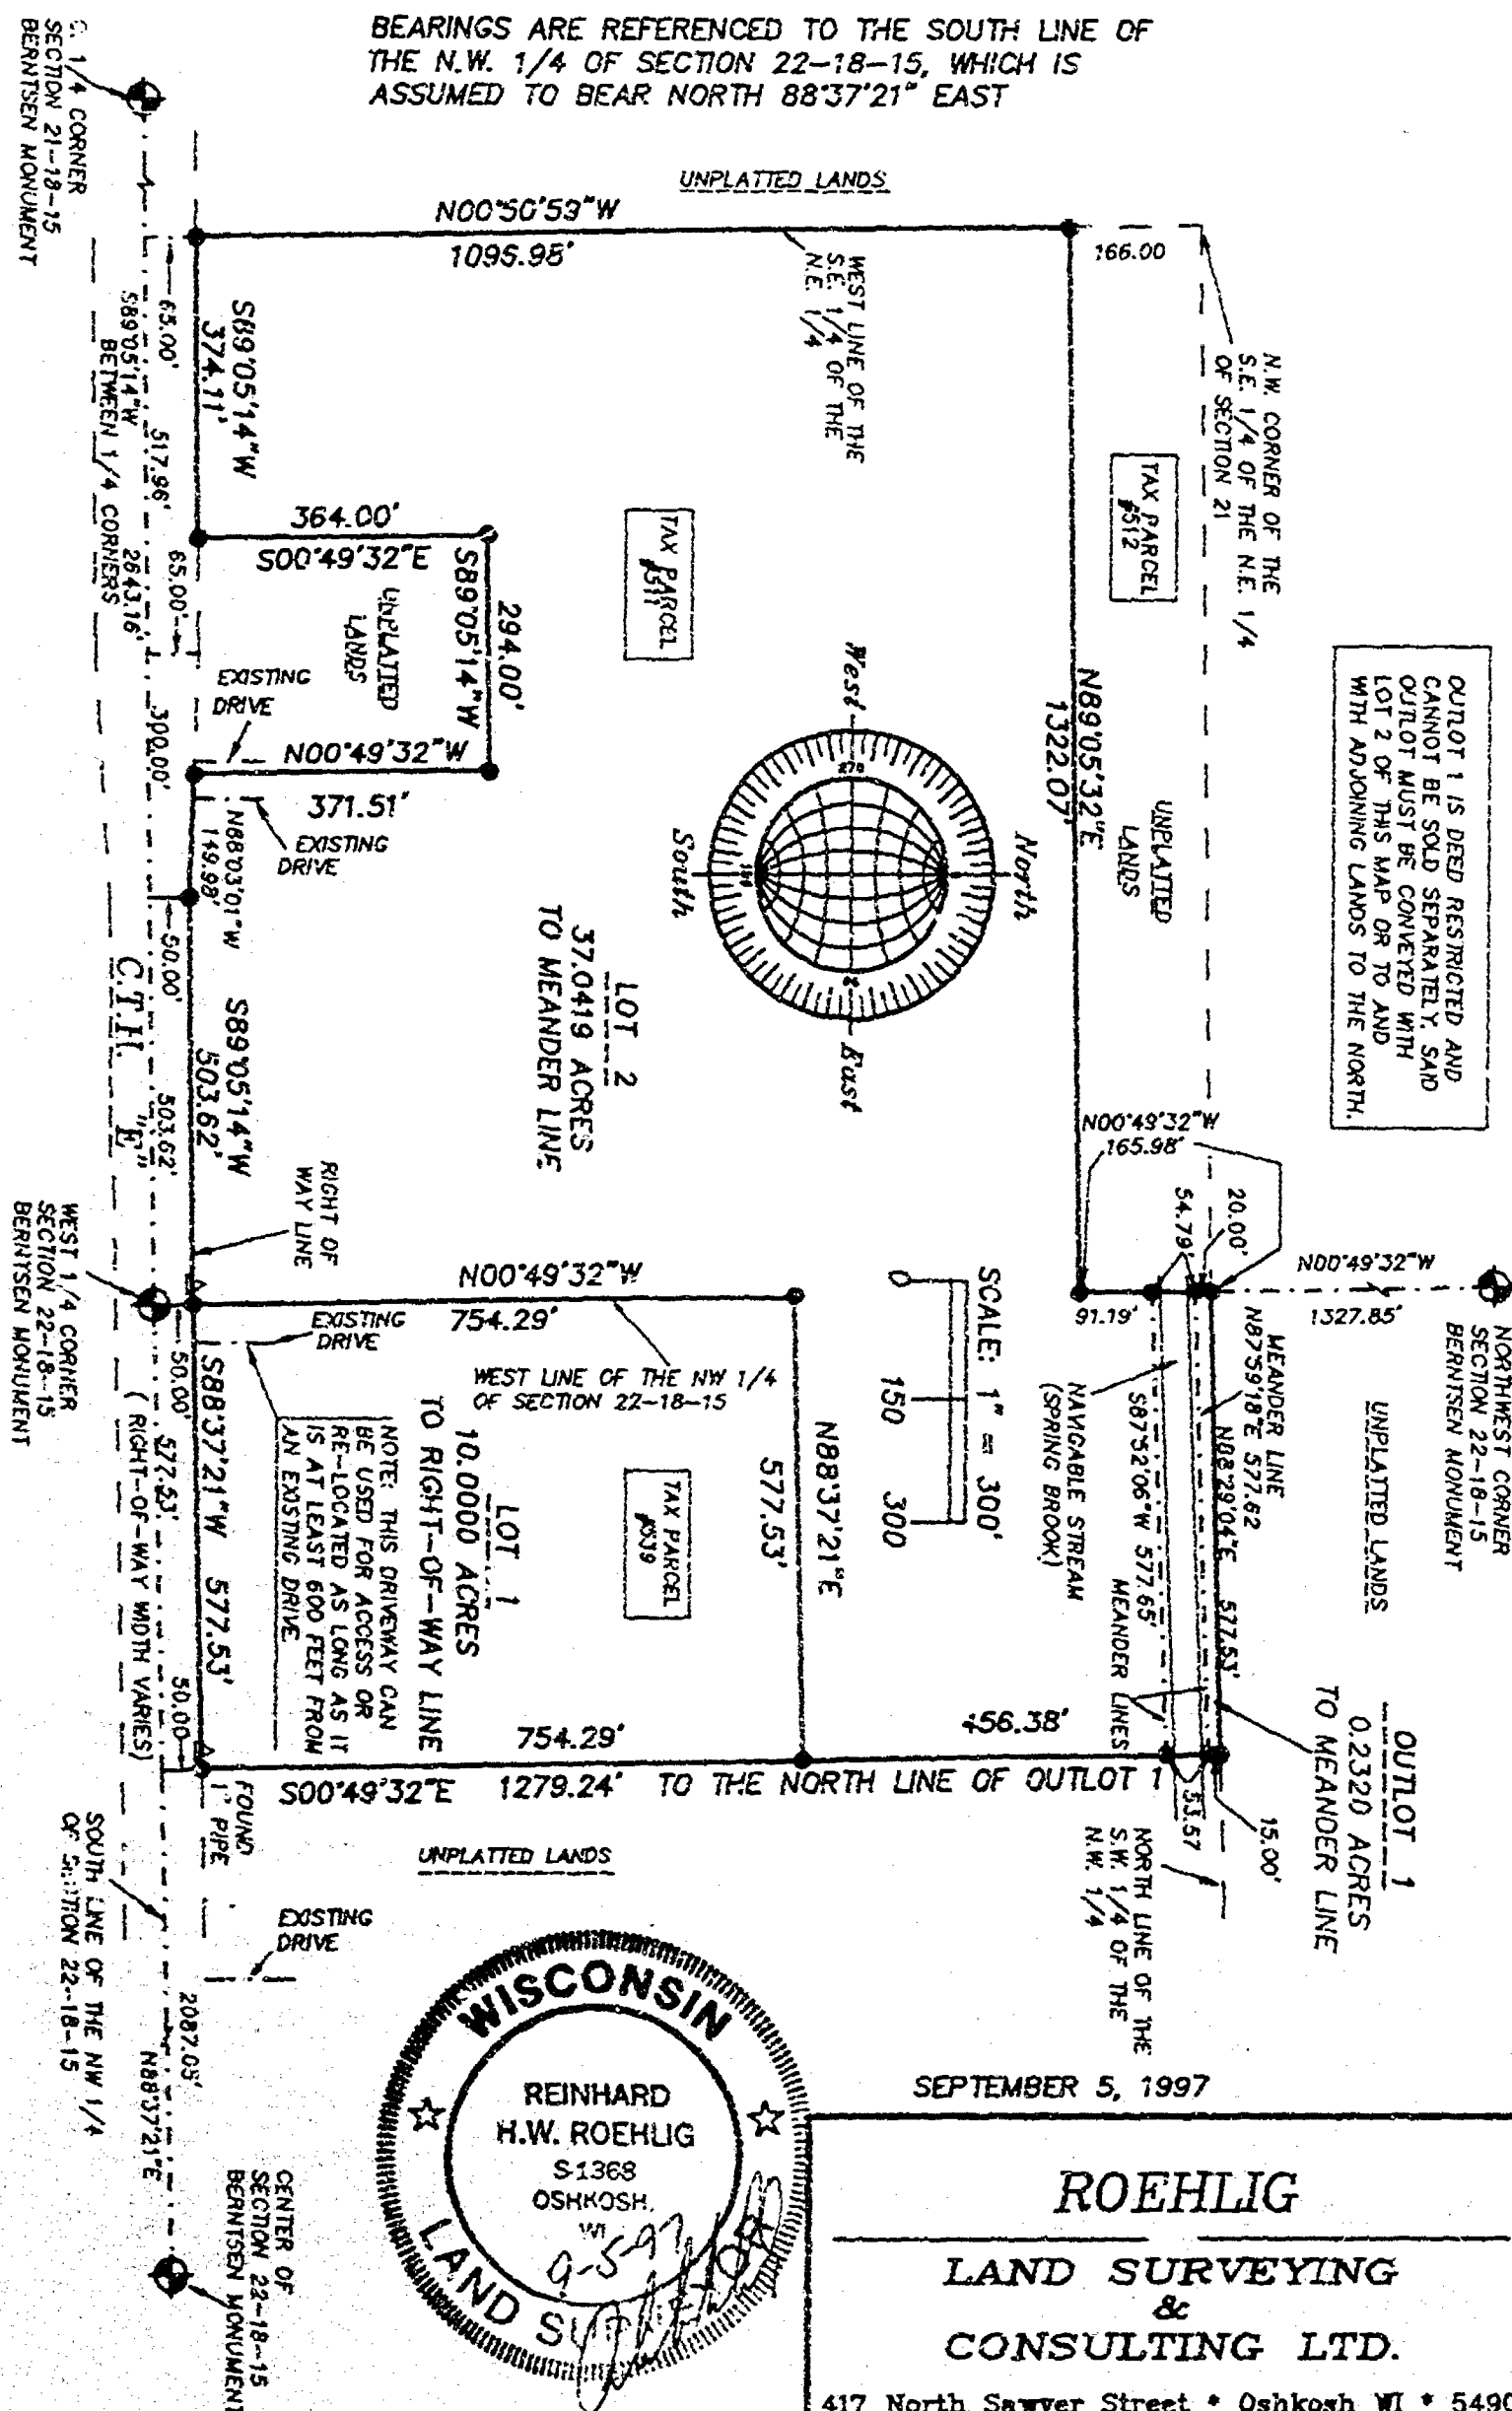 BEARINGS ARE REFERENCED TO THE SOUTH LINE OF
THE N.W. 1/4 OF SECTION 22-18-15, WHICH IS
ASSUMED TO BEAR NORTH 88°37'21" EAST
1/4 CORNER
SECTION 21-18-15
BERNTSEN MONUMENT
UNPLATTED LANDS
N00°50'53"W
1095.98'
166.00
WEST LINE OF THE
S.E. 1/4 OF THE
N.E. 1/4
N.W. CORNER OF THE
S.E. 1/4 OF THE N.E. 1/4
OF SECTION 21
TAX PARCEL
#512
TAX PARCEL
#511
OUTLOT 1 IS DEED RESTRICTED AND
CANNOT BE SOLD SEPARATELY. SAID
OUTLOT MUST BE CONVEYED WITH
LOT 2 OF THIS MAP OR TO AND
WITH ADJOINING LANDS TO THE NORTH.
S89°05'14"W
374.11'
65.00'
517.96'
65.00'
S89°05'14"W
2643.16'
BETWEEN 1/4 CORNERS
364.00'
S00°49'32"E
294.00'
S89°05'14"W
UNPLATTED
LANDS
EXISTING
DRIVE
N00°49'32"W
371.51'
EXISTING
DRIVE
300.00'
N88°03'01"W
149.98'
N89°05'32"E
1322.07'
UNPLATTED
LANDS
West
North
South
East
270
LOT 2
37.0419 ACRES
TO MEANDER LINE
50.00'
S89°05'14"W
503.62'
503.62'
C.T.H. "E"
RIGHT OF
WAY LINE
WEST 1/4 CORNER
SECTION 22-18-15
BERNTSEN MONUMENT
N00°49'32"W
165.98'
54.79'
20.00'
91.19'
N00°49'32"W
1327.85'
NORTHWEST CORNER
SECTION 22-18-15
BERNTSEN MONUMENT
UNPLATTED LANDS
MEANDER LINE
N87°59'18"E 577.62
N88°29'04"E 577.53'
S87°52'06"W 577.65'
NAVIGABLE STREAM
(SPRING BROOK)
MEANDER LINES
SCALE: 1" = 300'
0 150 300
N00°49'32"W
754.29'
WEST LINE OF THE NW 1/4
OF SECTION 22-18-15
EXISTING
DRIVE
N88°37'21"E
577.53'
TAX PARCEL
#539
LOT 1
10.0000 ACRES
TO RIGHT-OF-WAY LINE
NOTE: THIS DRIVEWAY CAN
BE USED FOR ACCESS OR
RE-LOCATED AS LONG AS IT
IS AT LEAST 600 FEET FROM
AN EXISTING DRIVE
50.00'
S88°37'21"W 577.53'
577.53'
50.00
(RIGHT-OF-WAY WIDTH VARIES)
OUTLOT 1
0.2320 ACRES
TO MEANDER LINE
754.29'
456.38'
S00°49'32"E 1279.24' TO THE NORTH LINE OF OUTLOT 1
53.57
15.00'
NORTH LINE OF THE
S.W. 1/4 OF THE
N.W. 1/4
FOUND
1" PIPE
UNPLATTED LANDS
EXISTING
DRIVE
SOUTH LINE OF THE NW 1/4
OF SECTION 22-18-15
2087.05'
N88°37'21"E
CENTER OF
SECTION 22-18-15
BERNTSEN MONUMENT
WISCONSIN
REINHARD
H.W. ROEHLIG
S-1368
OSHKOSH,
WI
9-5-97
LAND SURVEYOR
SEPTEMBER 5, 1997
ROEHLIG
LAND SURVEYING
&
CONSULTING LTD.
417 North Sawyer Street * Oshkosh WI * 5490